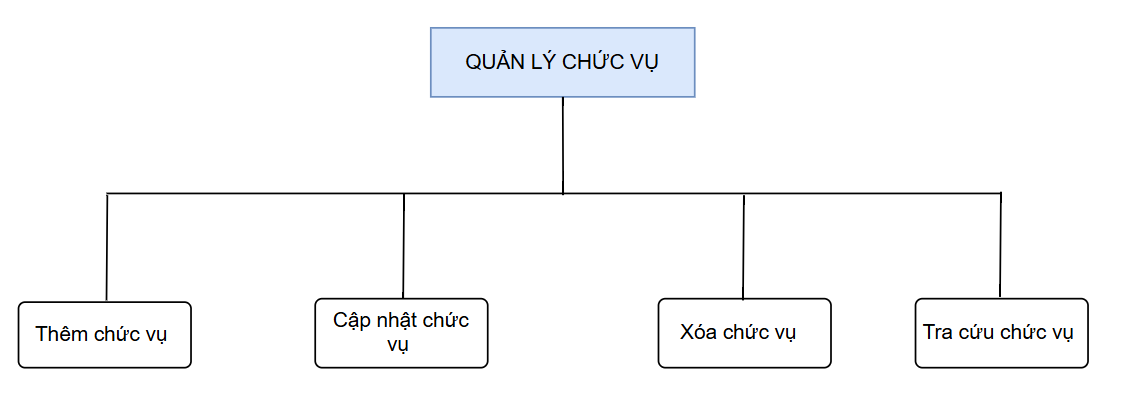 QUẢN LÝ CHỨC VỤ
Thêm chức vụ
Cập nhật chức
vụ
Xóa chức vụ
Tra cứu chức vụ